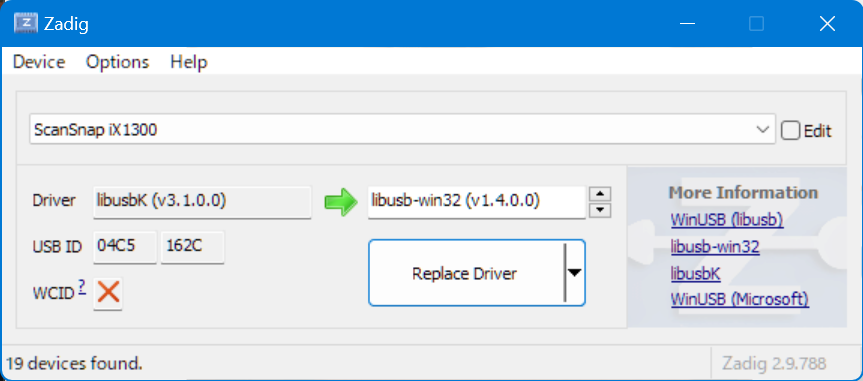 Zadig
Device Options Help
ScanSnap iX1300
Edit
Driver libusbK (v3.1.0.0) libusb-win32 (v1.4.0.0)
USB ID 04C5 162C
WCID ?
Replace Driver
More Information
WinUSB (libusb)
libusb-win32
libusbK
WinUSB (Microsoft)
19 devices found.
Zadig 2.9.788